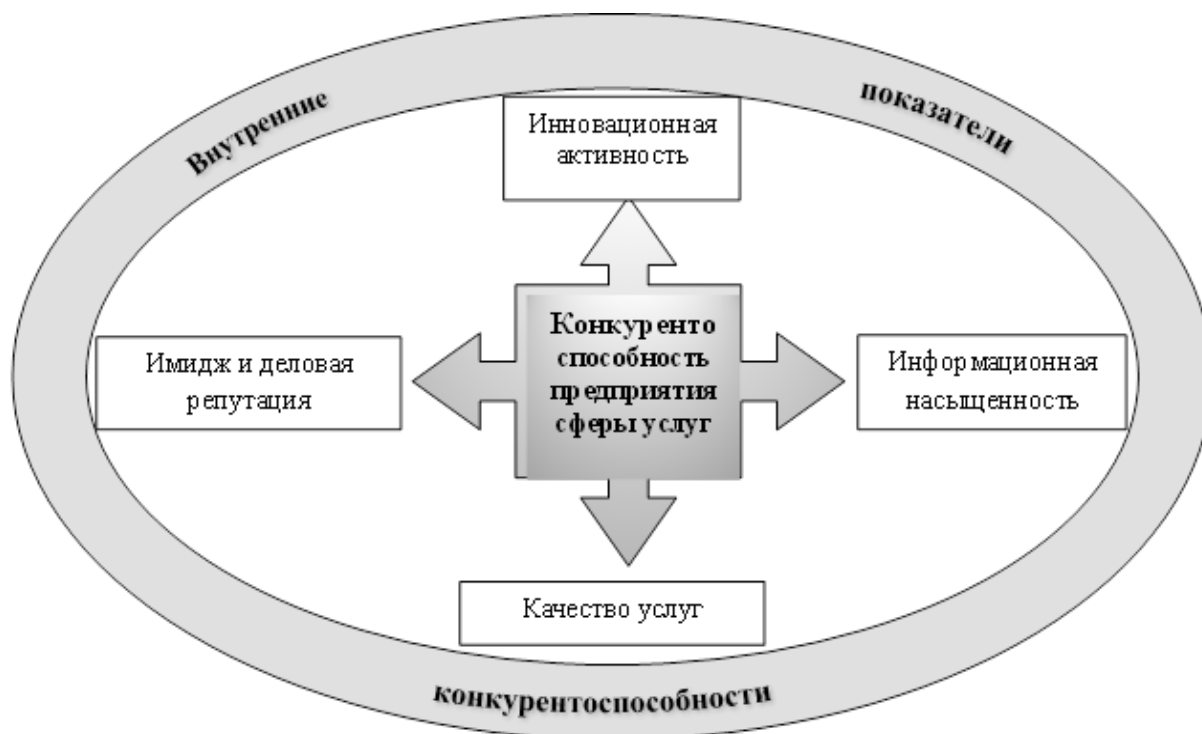 Внутренние
показатели
Инновационная
активность
Конкуренто
способность
предприятия
сферы услуг
Имидж и деловая
репутация
Информационная
насыщенность
Качество услуг
конкурентоспособности